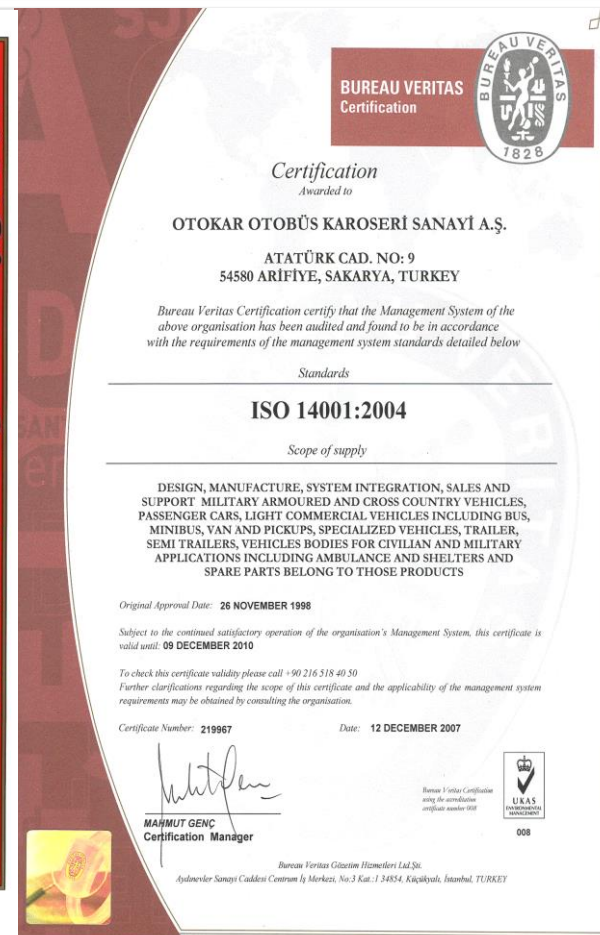 BUREAU VERITAS
Certification
BUREAU VERITAS
1828
Certification
Awarded to
OTOKAR OTOBÜS KAROSERİ SANAYİ A.Ş.
ATATÜRK CAD. NO: 9
54580 ARİFİYE, SAKARYA, TURKEY
Bureau Veritas Certification certify that the Management System of the
above organisation has been audited and found to be in accordance
with the requirements of the management system standards detailed below
Standards
ISO 14001:2004
Scope of supply
DESIGN, MANUFACTURE, SYSTEM INTEGRATION, SALES AND
SUPPORT MILITARY ARMOURED AND CROSS COUNTRY VEHICLES,
PASSENGER CARS, LIGHT COMMERCIAL VEHICLES INCLUDING BUS,
MINIBUS, VAN AND PICKUPS, SPECIALIZED VEHICLES, TRAILER,
SEMI TRAILERS, VEHICLES BODIES FOR CIVILIAN AND MILITARY
APPLICATIONS INCLUDING AMBULANCE AND SHELTERS AND
SPARE PARTS BELONG TO THOSE PRODUCTS
Original Approval Date: 26 NOVEMBER 1998
Subject to the continued satisfactory operation of the organisation's Management System, this certificate is
valid until: 09 DECEMBER 2010
To check this certificate validity please call +90 216 518 40 50
Further clarifications regarding the scope of this certificate and the applicability of the management system
requirements may be obtained by consulting the organisation.
Certificate Number: 219967 Date: 12 DECEMBER 2007
MAHMUT GENÇ
Certification Manager
Bureau Veritas Certification
using the accreditation
certificate number 008
UKAS
ENVIRONMENTAL
MANAGEMENT
008
Bureau Veritas Gözetim Hizmetleri Ltd.Şti.
Aydınevler Sanayi Caddesi Centrum İş Merkezi, No:3 Kat.:1 34854, Küçükyalı, İstanbul, TURKEY